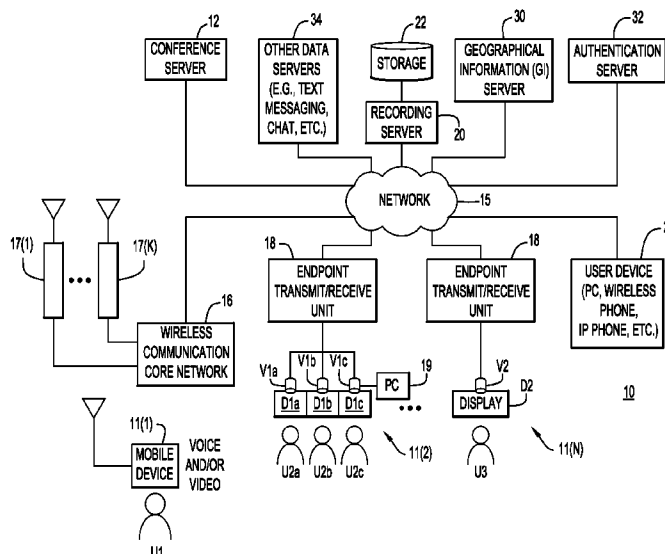 34
22
30
12
32
CONFERENCE
SERVER
OTHER DATA
SERVERS
(E.G., TEXT
MESSAGING,
CHAT, ETC.)
STORAGE
GEOGRAPHICAL
INFORMATION (GI)
SERVER
AUTHENTICATION
SERVER
RECORDING
SERVER
20
NETWORK
15
17(1)
17(K)
18
18
16
ENDPOINT
TRANSMIT/RECEIVE
UNIT
ENDPOINT
TRANSMIT/RECEIVE
UNIT
USER DEVICE
(PC, WIRELESS
PHONE,
IP PHONE, ETC.)
WIRELESS
COMMUNICATION
CORE NETWORK
V1a
V1b
V1c
19
PC
V2
D2
D1a
D1b
D1c
DISPLAY
10
11(1)
MOBILE
DEVICE
VOICE
AND/OR
VIDEO
11(2)
11(N)
U2a
U2b
U2c
U3
U1